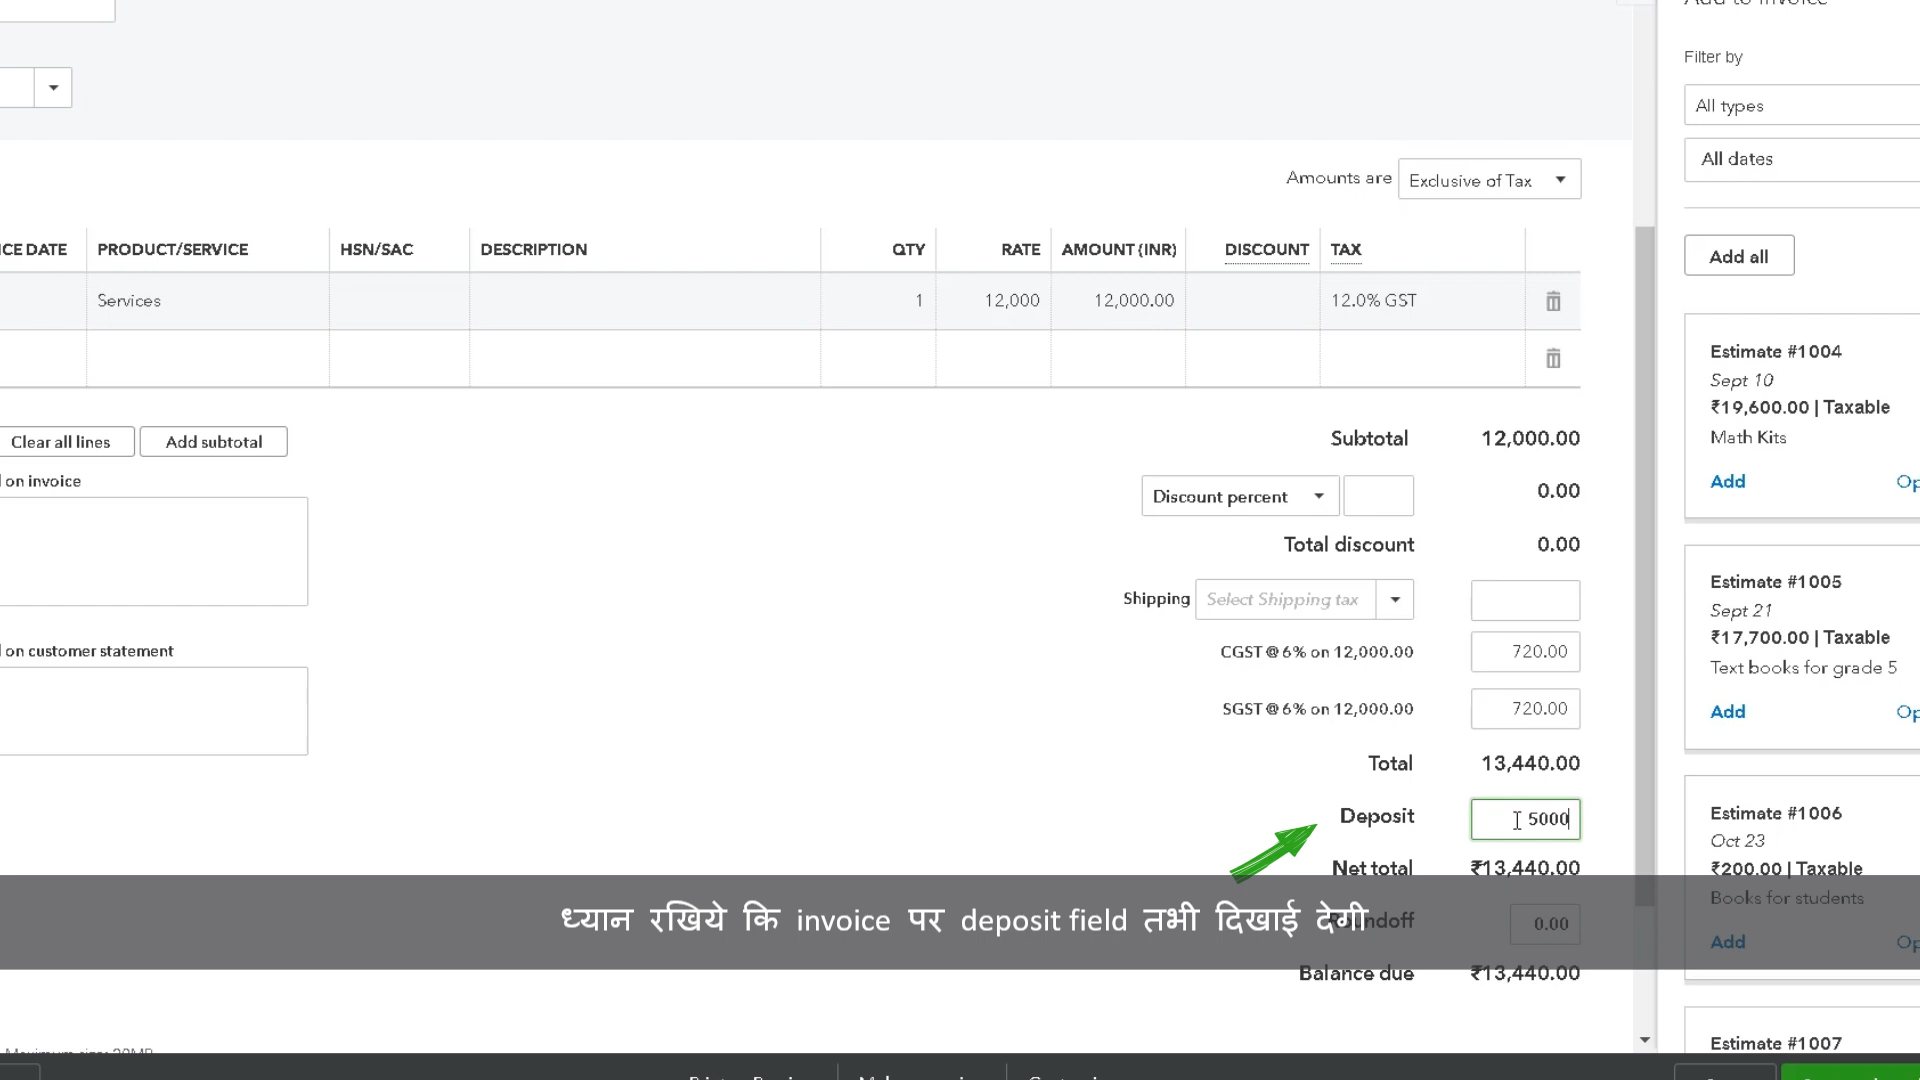 Filter by
All types
All dates
Amounts are Exclusive of Tax
DATE PRODUCT/SERVICE HSN/SAC DESCRIPTION QTY RATE AMOUNT (INR) DISCOUNT TAX
Services 1 12,000 12,000.00 12.0% GST
Clear all lines Add subtotal
on invoice
on customer statement
Subtotal 12,000.00
Discount percent 0.00
Total discount 0.00
Shipping Select Shipping tax
CGST @ 6% on 12,000.00 720.00
SGST @ 6% on 12,000.00 720.00
Total 13,440.00
Deposit 5000
Net total ₹13,440.00
0.00
Balance due ₹13,440.00
ध्यान रखिये कि invoice पर deposit field तभी दिखाई देगी
Add all
Estimate #1004
Sept 10
₹19,600.00 | Taxable
Math Kits
Add
Estimate #1005
Sept 21
₹17,700.00 | Taxable
Text books for grade 5
Add
Estimate #1006
Oct 23
₹200.00 | Taxable
Books for students
Add
Estimate #1007